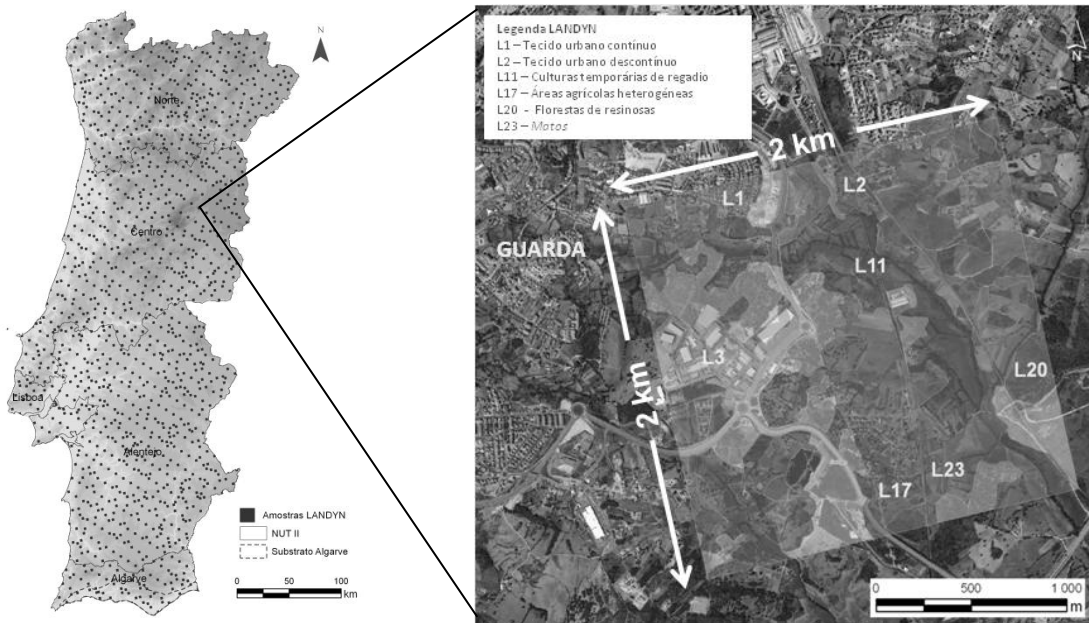 N
Norte
Centro
Lisboa
Alentejo
Algarve
Amostras LANDYN
NUT II
Substrato Algarve
0 50 100
km
Legenda LANDYN
L1 – Tecido urbano contínuo
L2 – Tecido urbano descontínuo
L11 – Culturas temporárias de regadio
L17 – Áreas agrícolas heterogéneas
L20 - Florestas de resinosas
L23 – Matos
N
2 km
L1
L2
GUARDA
L11
L3
L20
2 km
L23
L17
0 500 1 000
m